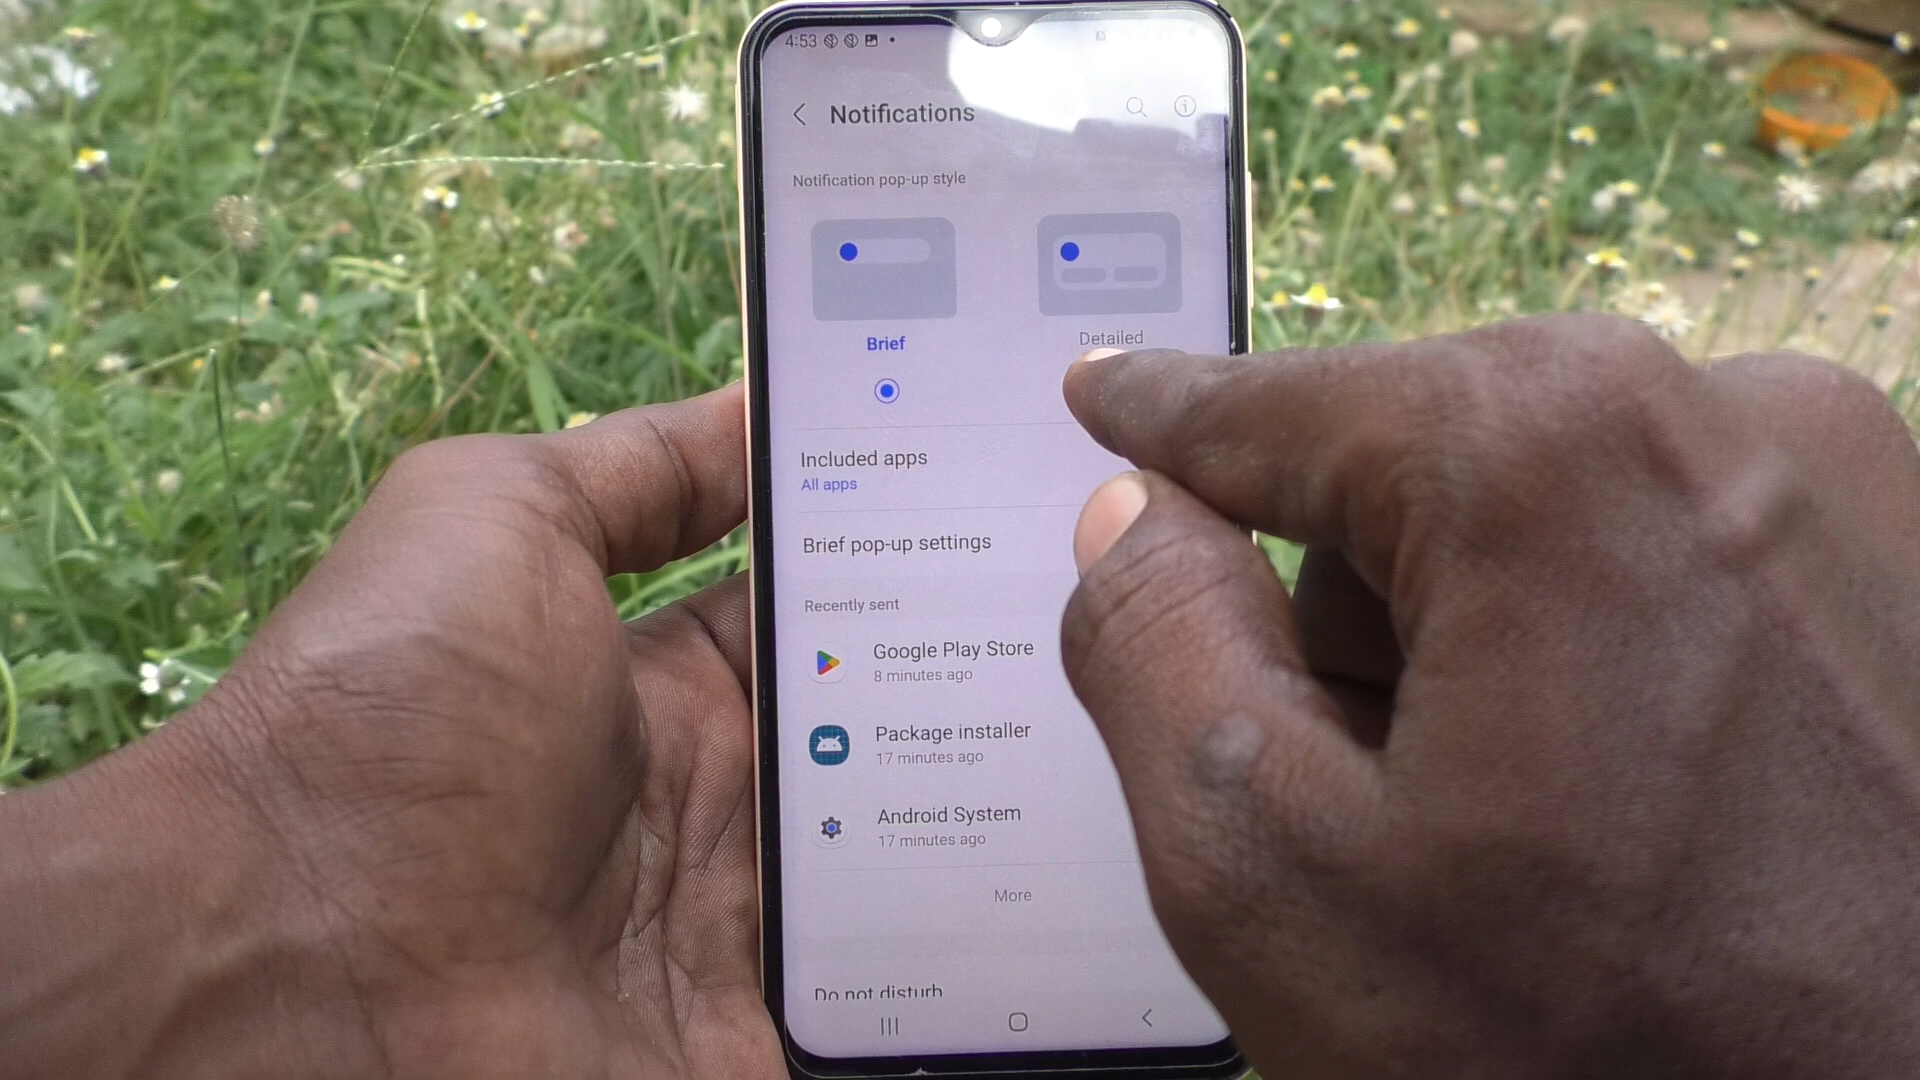 4:53
Notifications
Notification pop-up style
Brief
Detailed
Included apps
All apps
Brief pop-up settings
Recently sent
Google Play Store
8 minutes ago
Package installer
17 minutes ago
Android System
17 minutes ago
More
Do not disturb